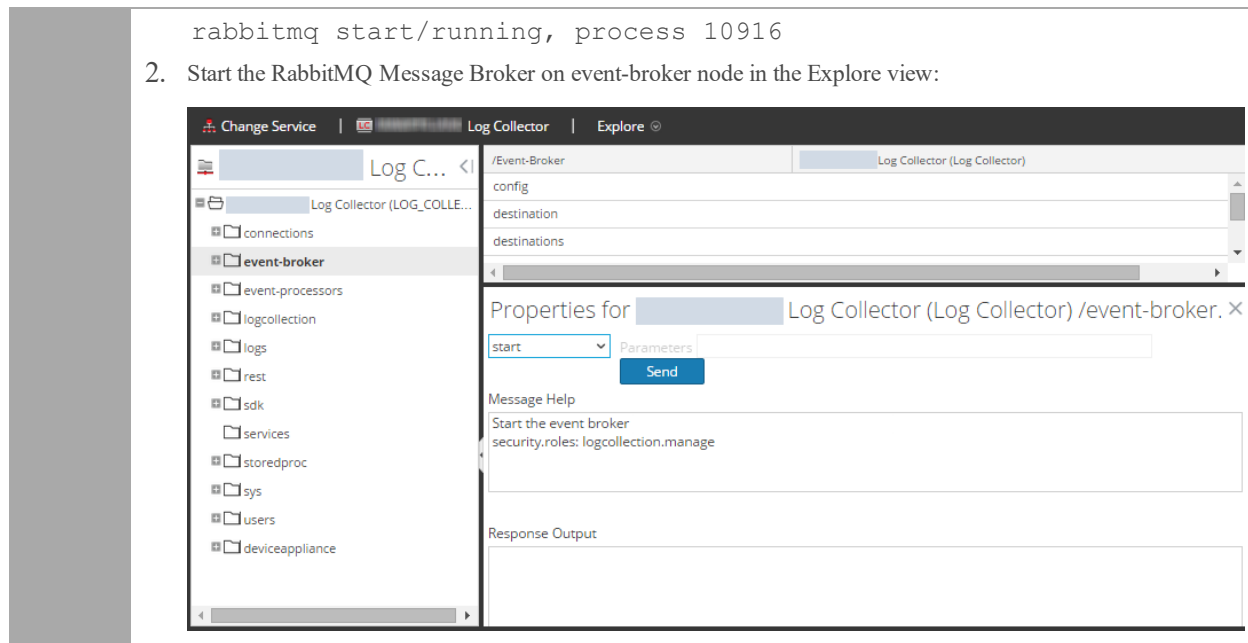 rabbitmq start/running, process 10916
2. Start the RabbitMQ Message Broker on event-broker node in the Explore view:
Change Service | LC Log Collector | Explore
Log C...
Log Collector (LOG_COLLE...
connections
event-broker
event-processors
logcollection
logs
rest
sdk
services
storedproc
sys
users
deviceappliance
/Event-Broker Log Collector (Log Collector)
config
destination
destinations
Properties for Log Collector (Log Collector) /event-broker.
start Parameters
Send
Message Help
Start the event broker
security.roles: logcollection.manage
Response Output